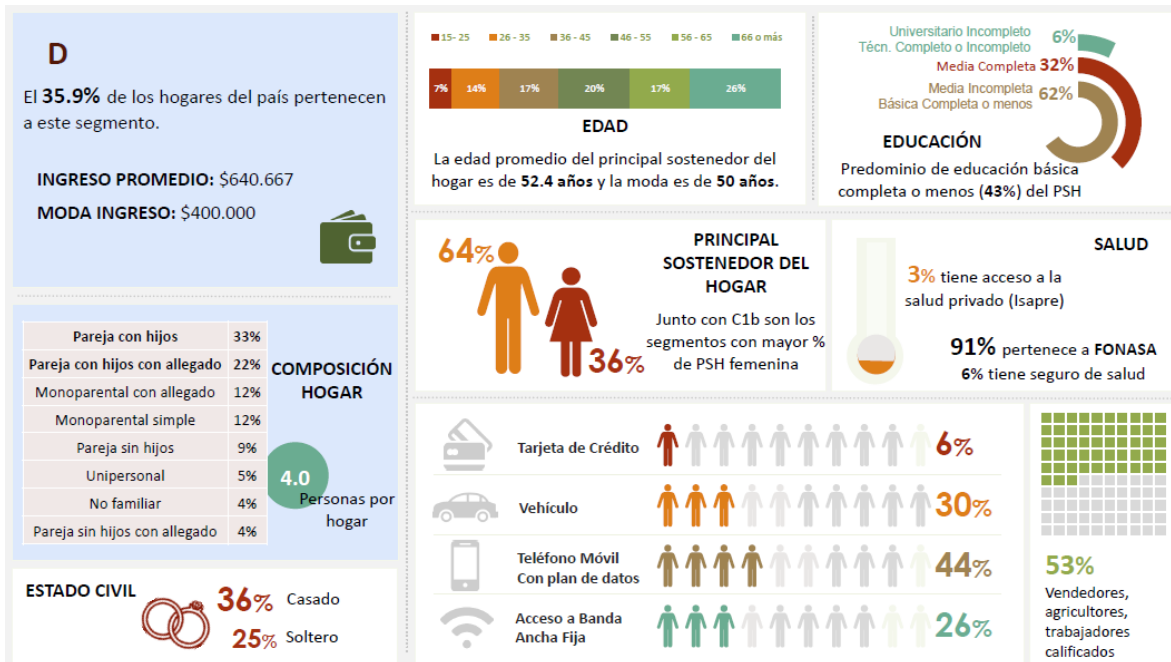 D
El 35.9% de los hogares del país pertenecen
a este segmento.
INGRESO PROMEDIO: $640.667
MODA INGRESO: $400.000
Pareja con hijos 33%
Pareja con hijos con allegado 22%
Monoparental con allegado 12%
Monoparental simple 12%
Pareja sin hijos 9%
Unipersonal 5%
No familiar 4%
Pareja sin hijos con allegado 4%
COMPOSICIÓN
HOGAR
4.0
Personas por
hogar
ESTADO CIVIL
36% Casado
25% Soltero
15- 25 26 - 35 36 - 45 46 - 55 56 - 65 66 o más
7% 14% 17% 20% 17% 26%
EDAD
La edad promedio del principal sostenedor del
hogar es de 52.4 años y la moda es de 50 años.
Universitario Incompleto
Técn. Completo o Incompleto
6%
Media Completa 32%
Media Incompleta
Básica Completa o menos
62%
EDUCACIÓN
Predominio de educación básica
completa o menos (43%) del PSH
64%
36%
PRINCIPAL
SOSTENEDOR DEL
HOGAR
Junto con C1b son los
segmentos con mayor %
de PSH femenina
SALUD
3% tiene acceso a la
salud privado (Isapre)
91% pertenece a FONASA
6% tiene seguro de salud
Tarjeta de Crédito 6%
Vehículo 30%
Teléfono Móvil
Con plan de datos
44%
Acceso a Banda
Ancha Fija
26%
53%
Vendedores,
agricultores,
trabajadores
calificados